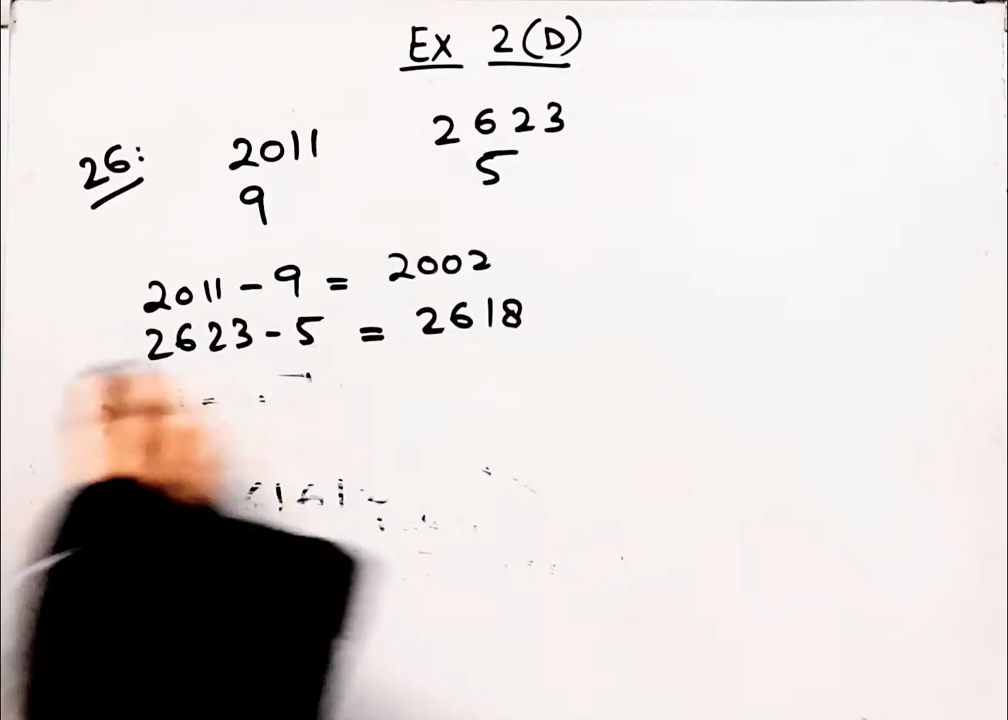 Ex 2(D)
26: 2011 2623
9 5
2011 - 9 = 2002
2623 - 5 = 2618